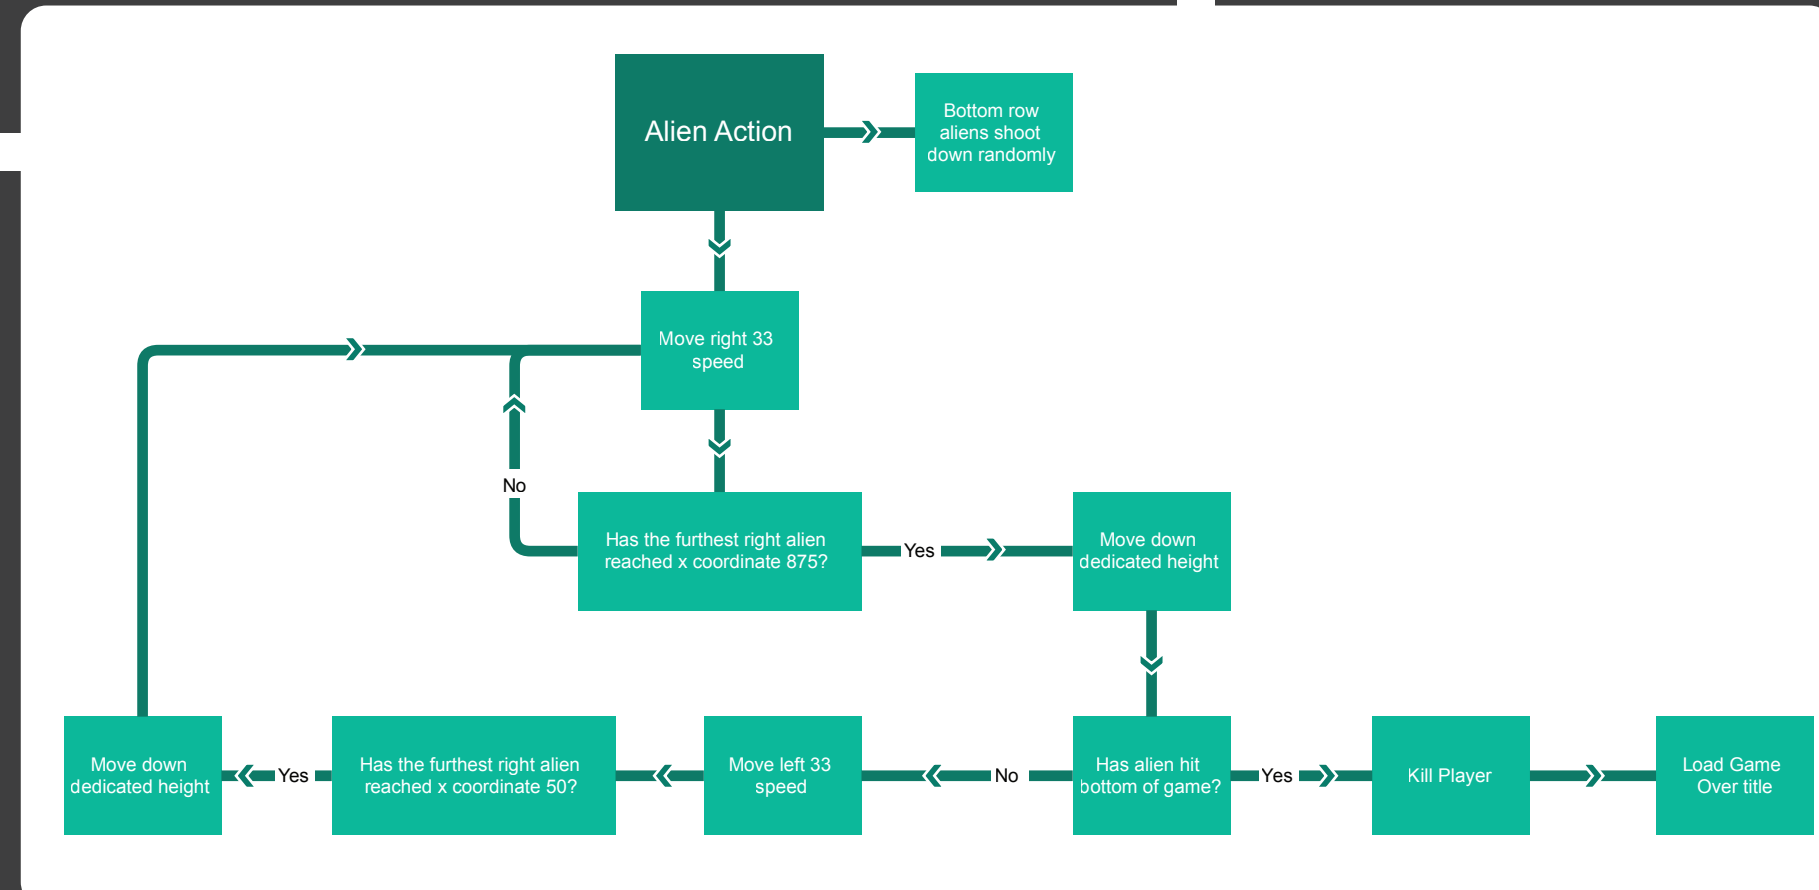 Alien Action
Bottom row
aliens shoot
down randomly
Move right 33
speed
No
Has the furthest right alien
reached x coordinate 875?
Yes
Move down
dedicated height
Move down
dedicated height
Yes
Has the furthest right alien
reached x coordinate 50?
Move left 33
speed
No
Has alien hit
bottom of game?
Yes
Kill Player
Load Game
Over title